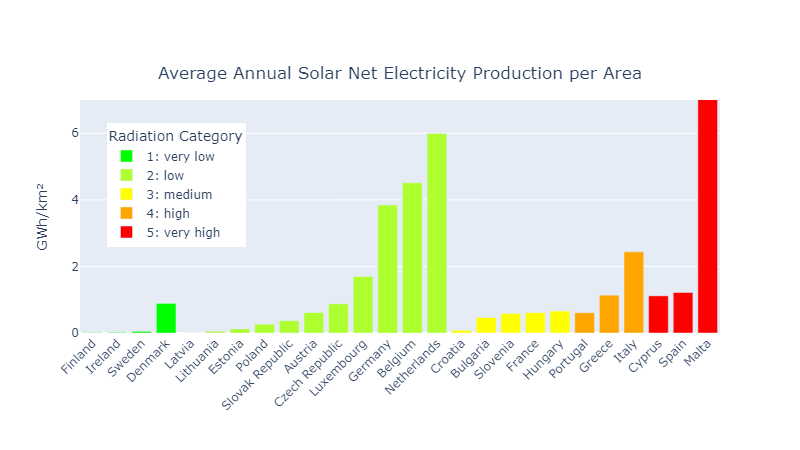 Average Annual Solar Net Electricity Production per Area
Radiation Category
1: very low
2: low
3: medium
4: high
5: very high
GWh/km²
6
4
2
0
Finland
Ireland
Sweden
Denmark
Latvia
Lithuania
Estonia
Poland
Slovak Republic
Austria
Czech Republic
Luxembourg
Germany
Belgium
Netherlands
Croatia
Bulgaria
Slovenia
France
Hungary
Portugal
Greece
Italy
Cyprus
Spain
Malta